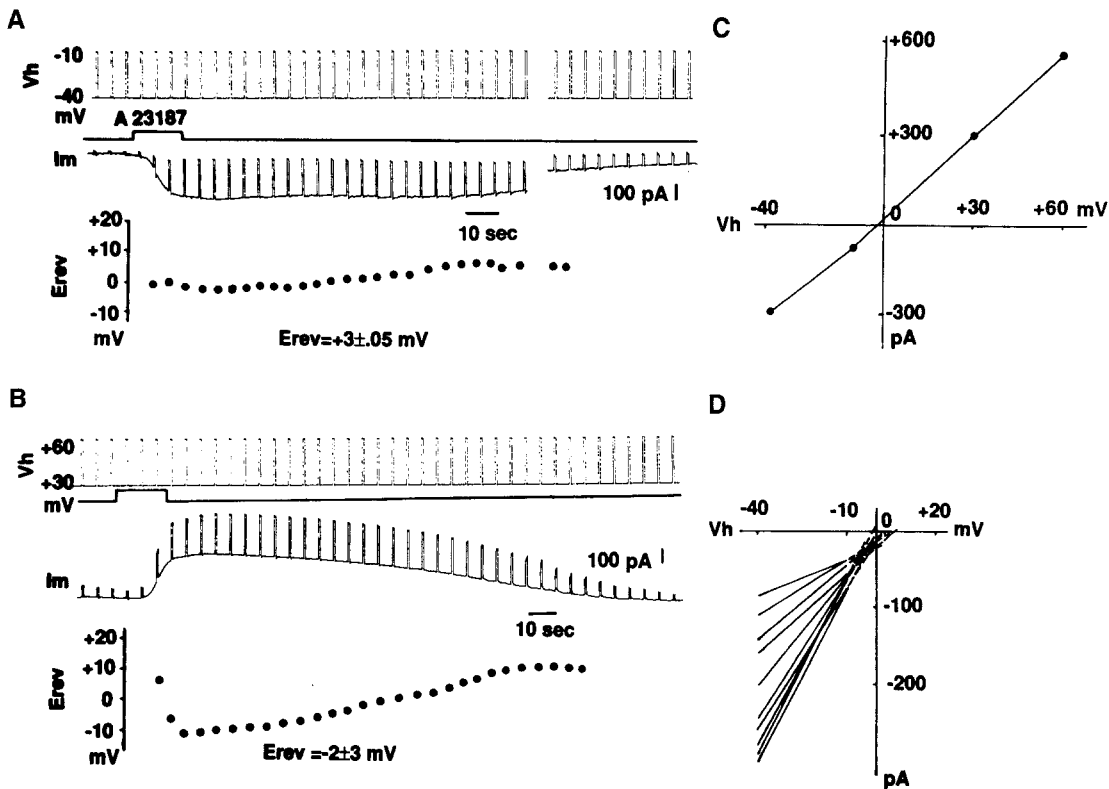 A
Vh
-10
-40
mV
A 23187
Im
100 pA
10 sec
Erev
+20
+10
0
-10
mV
Erev=+3±.05 mV
B
Vh
+60
+30
mV
Im
100 pA
10 sec
Erev
+20
+10
0
-10
mV
Erev =-2±3 mV
C
+600
+300
Vh
-40
0
+30
+60
mV
-300
pA
D
Vh
-40
-10
0
+20
mV
-100
-200
pA